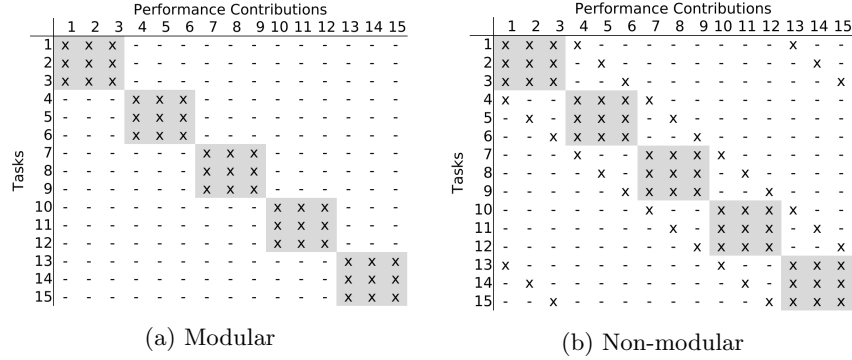 Performance Contributions
1 2 3 4 5 6 7 8 9 10 11 12 13 14 15
Tasks
1 x x x - - - - - - - - - - - -
2 x x x - - - - - - - - - - - -
3 x x x - - - - - - - - - - - -
4 - - - x x x - - - - - - - - -
5 - - - x x x - - - - - - - - -
6 - - - x x x - - - - - - - - -
7 - - - - - - x x x - - - - - -
8 - - - - - - x x x - - - - - -
9 - - - - - - x x x - - - - - -
10 - - - - - - - - - x x x - - -
11 - - - - - - - - - x x x - - -
12 - - - - - - - - - x x x - - -
13 - - - - - - - - - - - - x x x
14 - - - - - - - - - - - - x x x
15 - - - - - - - - - - - - x x x
(a) Modular
Performance Contributions
1 2 3 4 5 6 7 8 9 10 11 12 13 14 15
Tasks
1 x x x x - - - - - - - - x - -
2 x x x - x - - - - - - - - x -
3 x x x - - x - - - - - - - - x
4 x - - x x x x - - - - - - - -
5 - x - x x x - x - - - - - - -
6 - - x x x x - - x - - - - - -
7 - - - x - - x x x x - - - - -
8 - - - - x - x x x - x - - - -
9 - - - - - x x x x - - x - - -
10 - - - - - - x - - x x x x - -
11 - - - - - - - x - x x x - x -
12 - - - - - - - - x x x x - - x
13 x - - - - - - - - x - - x x x
14 - x - - - - - - - - x - x x x
15 - - x - - - - - - - - x x x x
(b) Non-modular